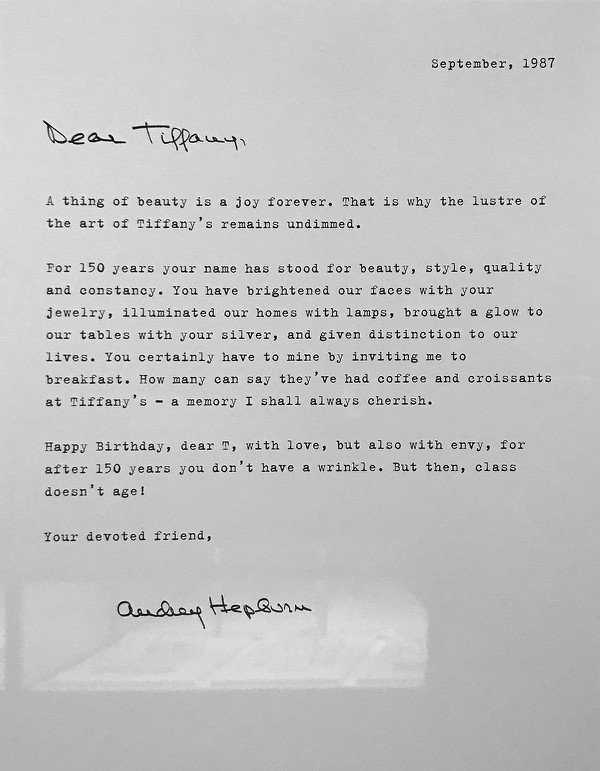 September, 1987
Dear Tiffany,
A thing of beauty is a joy forever. That is why the lustre of
the art of Tiffany's remains undimmed.
For 150 years your name has stood for beauty, style, quality
and constancy. You have brightened our faces with your
jewelry, illuminated our homes with lamps, brought a glow to
our tables with your silver, and given distinction to our
lives. You certainly have to mine by inviting me to
breakfast. How many can say they've had coffee and croissants
at Tiffany's - a memory I shall always cherish.
Happy Birthday, dear T, with love, but also with envy, for
after 150 years you don't have a wrinkle. But then, class
doesn't age!
Your devoted friend,
Audrey Hepburn